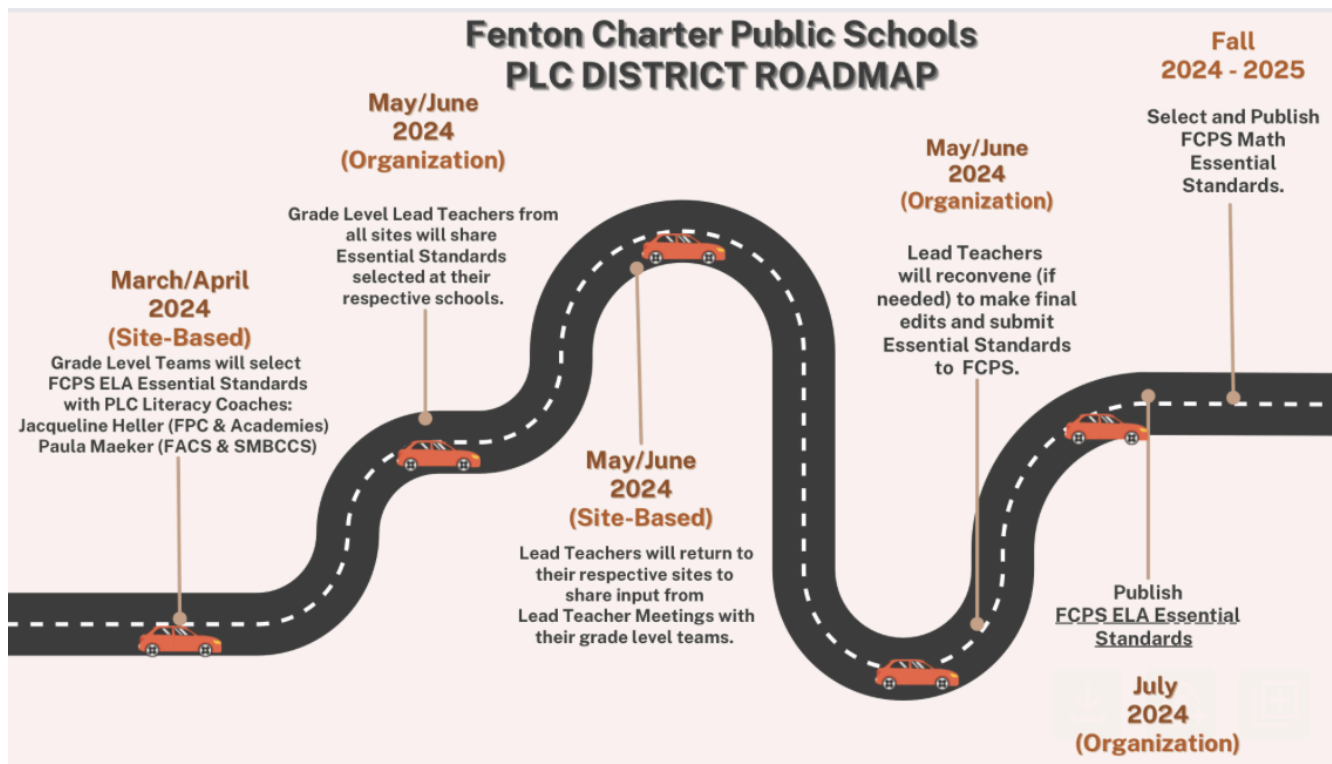 Fenton Charter Public Schools
PLC DISTRICT ROADMAP
March/April
2024
(Site-Based)
Grade Level Teams will select
FCPS ELA Essential Standards
with PLC Literacy Coaches:
Jacqueline Heller (FPC & Academies)
Paula Maeker (FACS & SMBCCS)
May/June
2024
(Organization)
Grade Level Lead Teachers from
all sites will share
Essential Standards
selected at their
respective schools.
May/June
2024
(Site-Based)
Lead Teachers will return to
their respective sites to
share input from
Lead Teacher Meetings with
their grade level teams.
May/June
2024
(Organization)
Lead Teachers
will reconvene (if
needed) to make final
edits and submit
Essential Standards
to FCPS.
Publish
FCPS ELA Essential
Standards
July
2024
(Organization)
Fall
2024 - 2025
Select and Publish
FCPS Math
Essential
Standards.